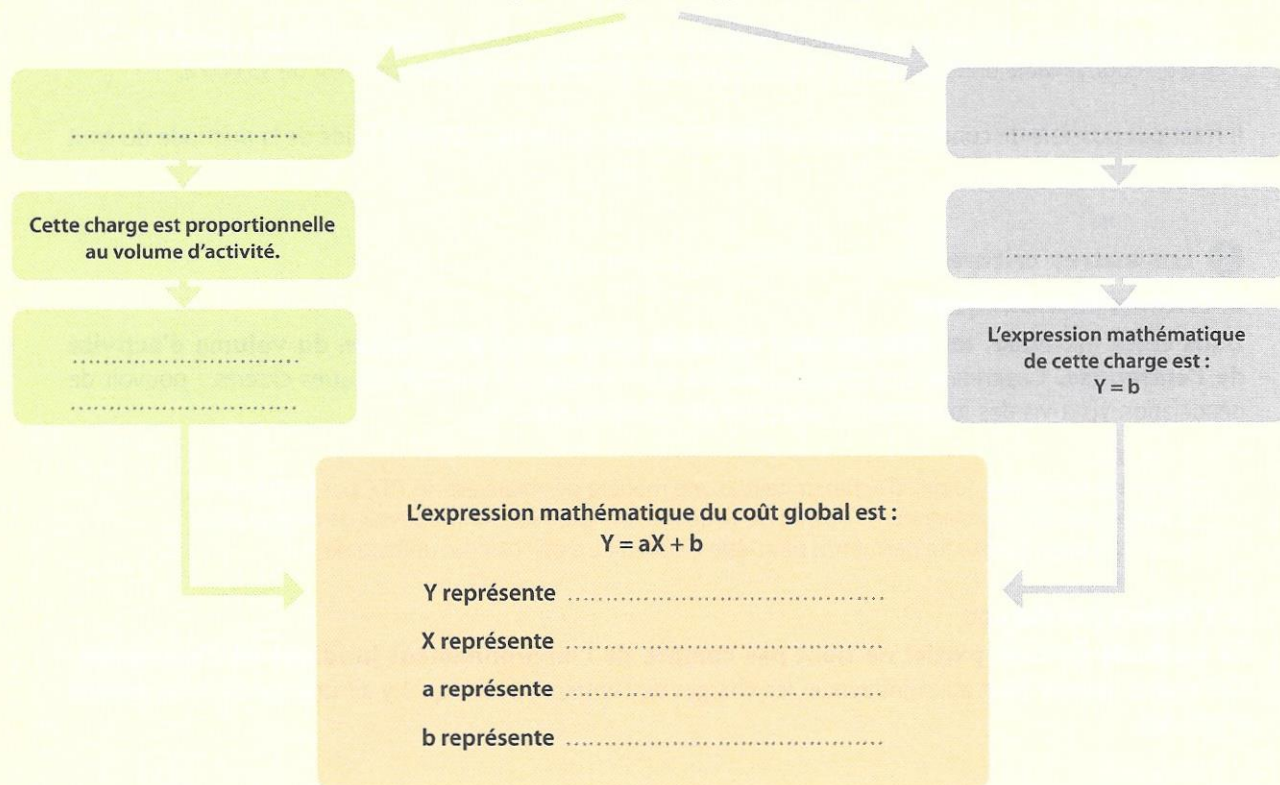 ..............................
..............................
Cette charge est proportionnelle
au volume d'activité.
..............................
..............................
..............................
L'expression mathématique
de cette charge est :
Y = b
L'expression mathématique du coût global est :
Y = aX + b
Y représente ..........................................
X représente ..........................................
a représente ..........................................
b représente ..........................................